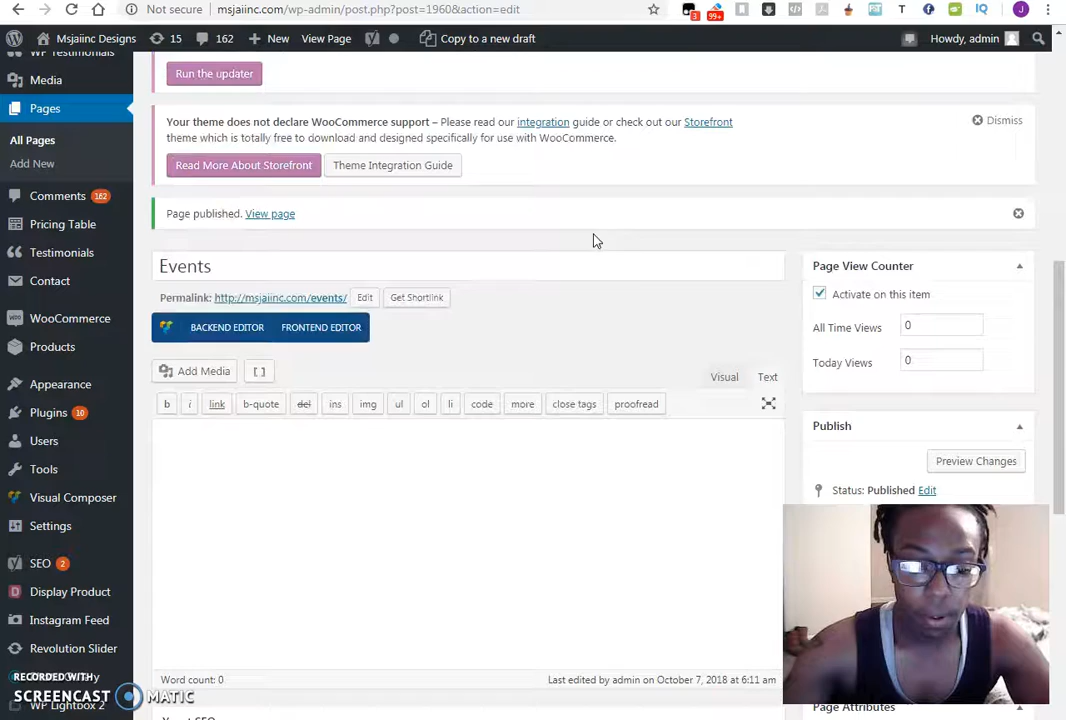 Not secure
msjaiinc.com/wp-admin/post.php?post=1960&action=edit
3
99+
T
IQ
J
Msjaiinc Designs
15
162
New
View Page
Copy to a new draft
Howdy, admin
WP Testimonials
Media
Pages
All Pages
Add New
Comments 162
Pricing Table
Testimonials
Contact
WooCommerce
Products
Appearance
Plugins 10
Users
Tools
Visual Composer
Settings
SEO 2
Display Product
Instagram Feed
Revolution Slider
WP Lightbox 2
Run the updater
Your theme does not declare WooCommerce support – Please read our integration guide or check out our Storefront
theme which is totally free to download and designed specifically for use with WooCommerce.
Dismiss
Read More About Storefront
Theme Integration Guide
Page published. View page
Events
Permalink: http://msjaiinc.com/events/
Edit
Get Shortlink
BACKEND EDITOR
FRONTEND EDITOR
Add Media
[ ]
Visual
Text
b
i
link
b-quote
del
ins
img
ul
ol
li
code
more
close tags
proofread
Word count: 0
Last edited by admin on October 7, 2018 at 6:11 am
Page View Counter
Activate on this item
All Time Views 0
Today Views 0
Publish
Preview Changes
Status: Published Edit
Page Attributes
RECORDED WITH
SCREENCAST MATIC